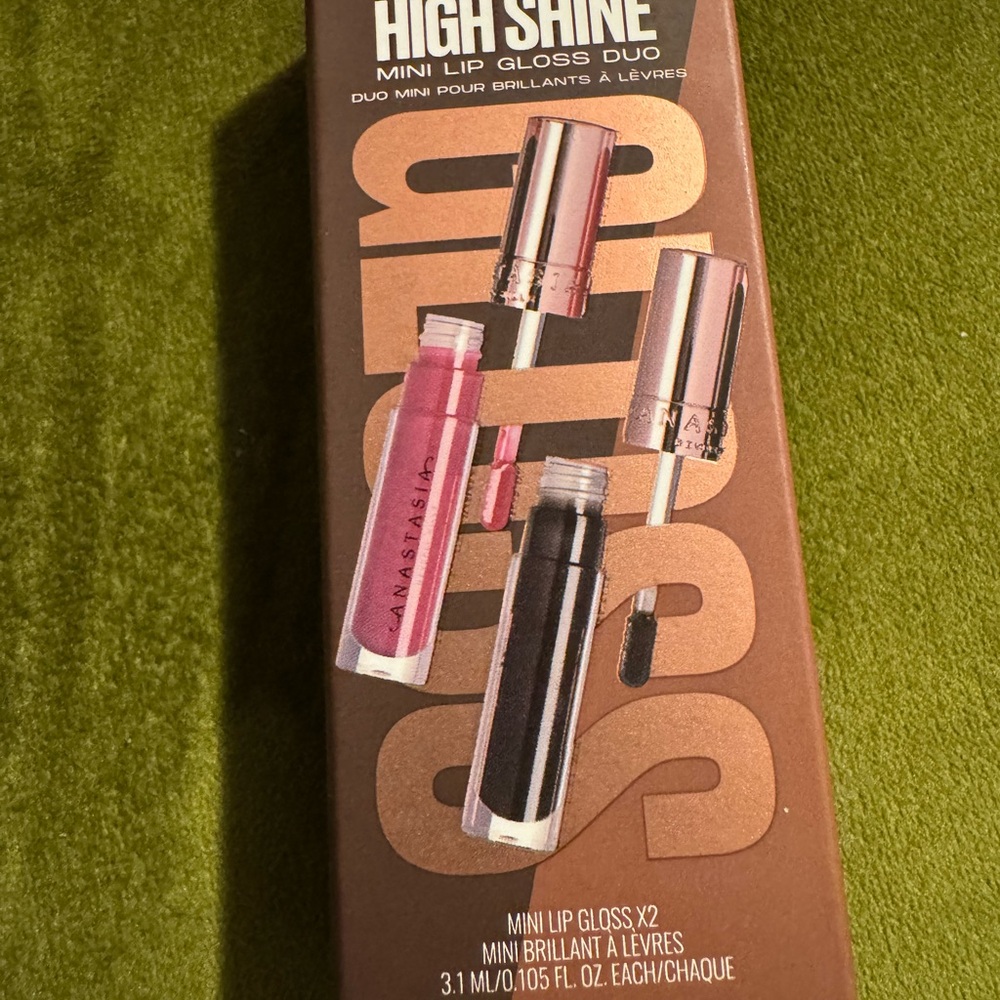 HIGH SHINE
MINI LIP GLOSS DUO
DUO MINI POUR BRILLANTS À LÈVRES
ANASTASIA
ANAS
MINI LIP GLOSS X2
MINI BRILLANT À LÈVRES
3.1 ML/0.105 FL. OZ. EACH/CHAQUE